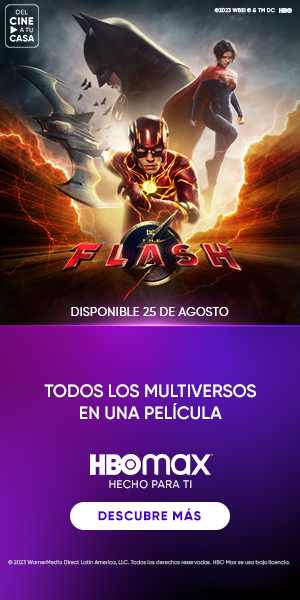 DEL
CINE
A TU
CASA
©2023 WBEI © & TM DC HBO
DC
THE
FLASH
DISPONIBLE 25 DE AGOSTO
TODOS LOS MULTIVERSOS
EN UNA PELÍCULA
HBOMAX
HECHO PARA TI
DESCUBRE MÁS
©2023 WarnerMedia Direct Latin America, LLC. Todos los derechos reservados. HBO Max se usa bajo licencia.